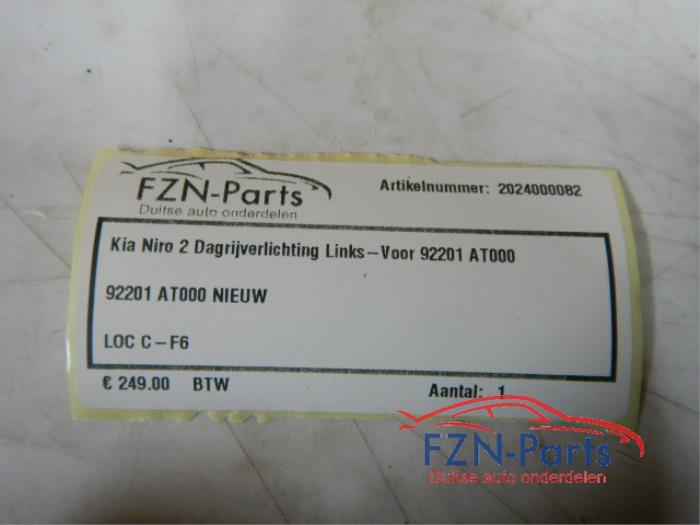 FZN-Parts
Duitse auto onderdelen
Artikelnummer: 2024000082
Kia Niro 2 Dagrijverlichting Links-Voor 92201 AT000
92201 AT000 NIEUW
LOC C-F6
€ 249.00 BTW
Aantal: 1
FZN-Parts
Duitse auto onderdelen